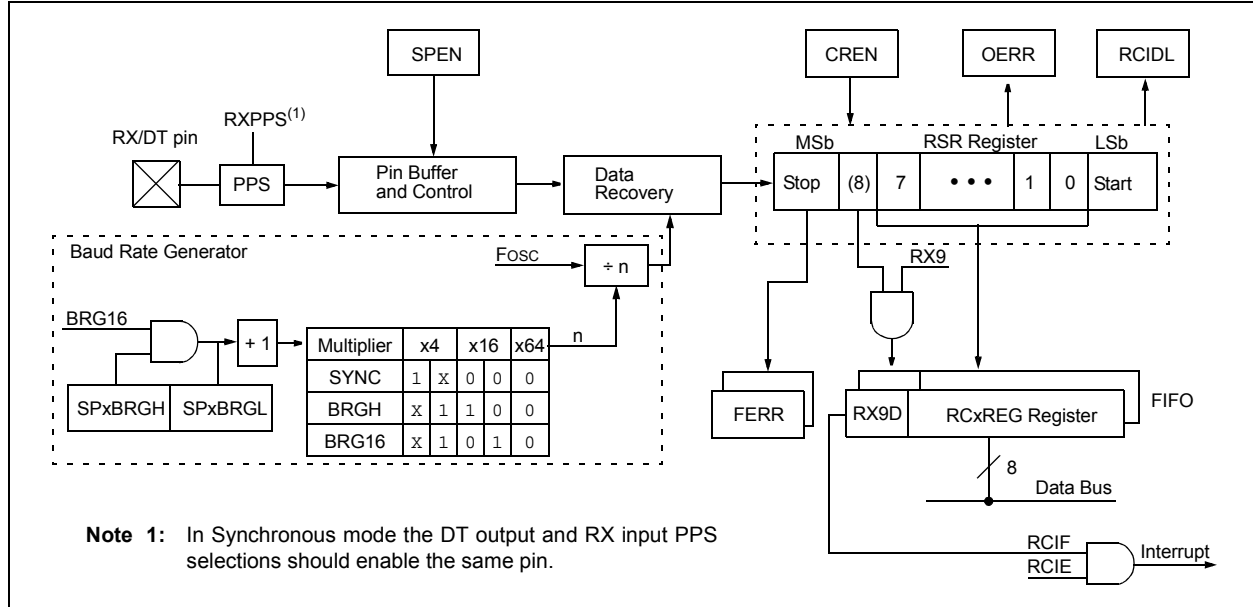 SPEN
CREN
OERR
RCIDL
RXPPS(1)
RX/DT pin
PPS
Pin Buffer
and Control
Data
Recovery
MSb
RSR Register
LSb
Stop (8) 7 • • • 1 0 Start
Baud Rate Generator
FOSC
÷ n
RX9
BRG16
+ 1
n
Multiplier x4 x16 x64
SYNC 1 X 0 0 0
BRGH X 1 1 0 0
BRG16 X 1 0 1 0
SPxBRGH SPxBRGL
FERR
RX9D
RCxREG Register
FIFO
8
Data Bus
Note 1: In Synchronous mode the DT output and RX input PPS
selections should enable the same pin.
RCIF
RCIE
Interrupt